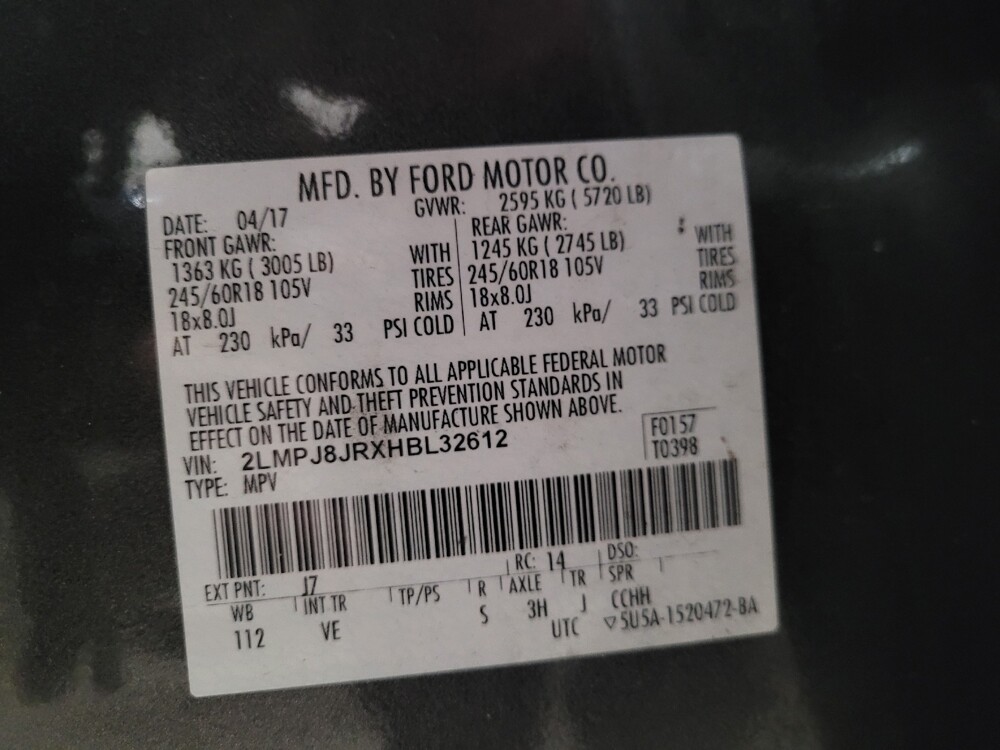 MFD. BY FORD MOTOR CO.
DATE: 04/17 GVWR: 2595 KG ( 5720 LB)
FRONT GAWR: REAR GAWR:
1363 KG ( 3005 LB) WITH 1245 KG ( 2745 LB) WITH
245/60R18 105V TIRES 245/60R18 105V TIRES
18x8.0J RIMS 18x8.0J RIMS
AT 230 kPa/ 33 PSI COLD AT 230 kPa/ 33 PSI COLD
THIS VEHICLE CONFORMS TO ALL APPLICABLE FEDERAL MOTOR
VEHICLE SAFETY AND THEFT PREVENTION STANDARDS IN
EFFECT ON THE DATE OF MANUFACTURE SHOWN ABOVE.
VIN: 2LMPJ8JRXHBL32612 F0157
TYPE: MPV T0398
EXT PNT: J7 RC: 14 DSO:
WB INT TR TP/PS R AXLE TR SPR
112 VE S 3H J CCHH
UTC ▽5U5A-1520472-BA